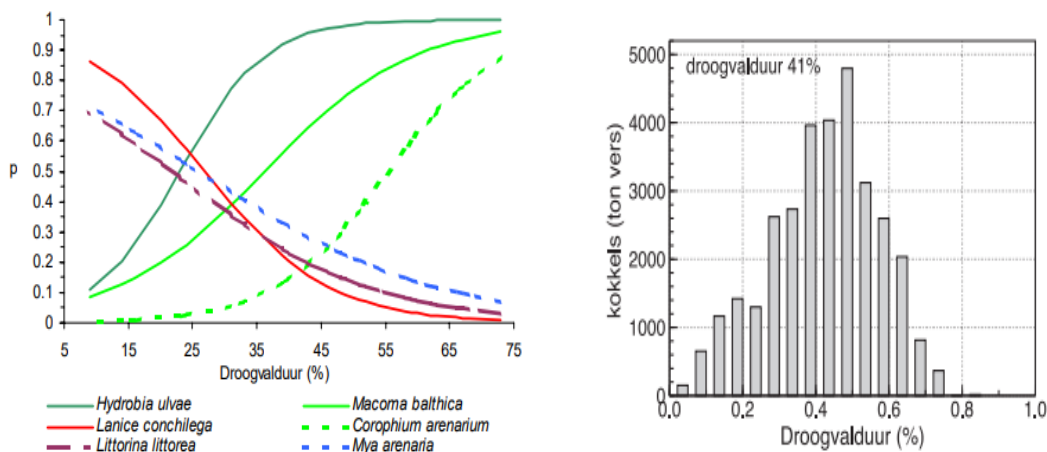 1
0.9
0.8
0.7
0.6
0.5
0.4
0.3
0.2
0.1
0
p
5 15 25 35 45 55 65 75
Droogvalduur (%)
Hydrobia ulvae
Macoma balthica
Lanice conchilega
Corophium arenarium
Littorina littorea
Mya arenaria
droogvalduur 41%
5000
4000
3000
2000
1000
0
kokkels (ton vers)
0.0 0.2 0.4 0.6 0.8 1.0
Droogvalduur (%)